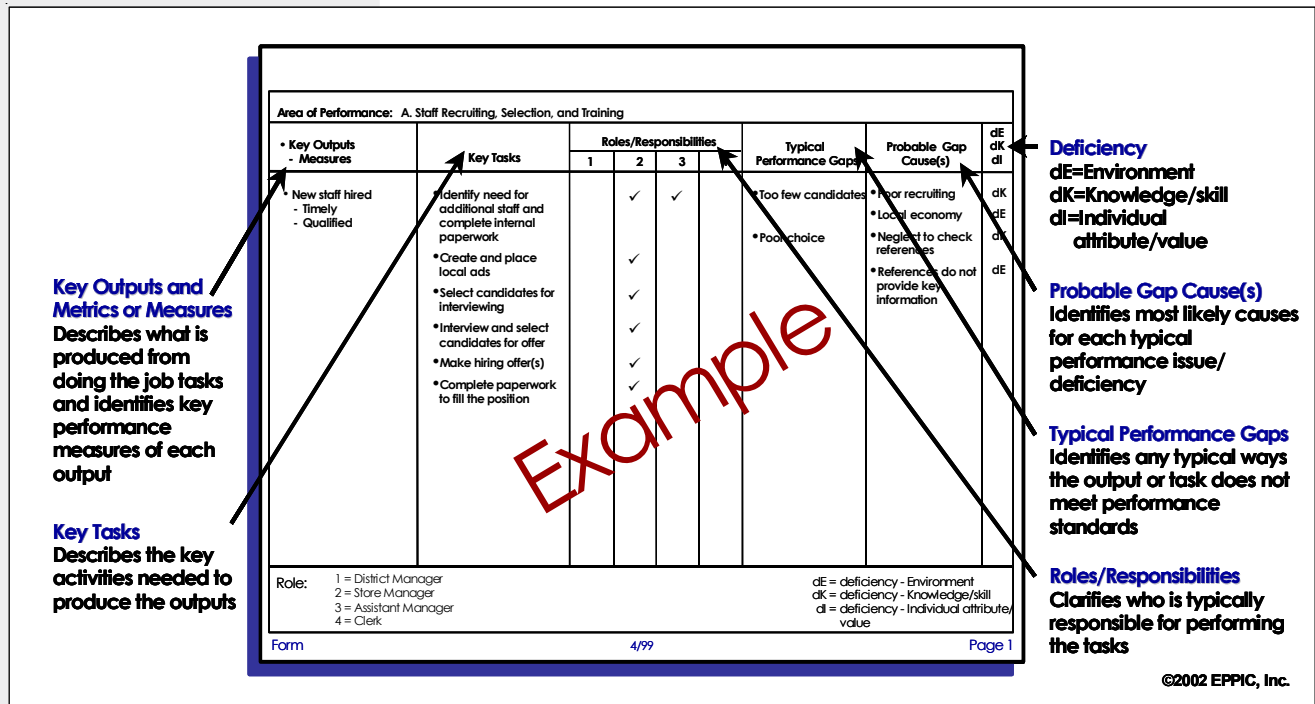 Area of Performance: A. Staff Recruiting, Selection, and Training
• Key Outputs
- Measures
Key Tasks
Roles/Responsibilities
1 2 3
Typical
Performance Gaps
Probable Gap
Cause(s)
dE
dK
dI
• New staff hired
- Timely
- Qualified
• Identify need for
additional staff and
complete internal
paperwork
• Create and place
local ads
• Select candidates for
interviewing
• Interview and select
candidates for offer
• Make hiring offer(s)
• Complete paperwork
to fill the position
✓ ✓
✓
✓
✓
✓
✓
• Too few candidates
• Poor choice
• Poor recruiting
• Local economy
• Neglect to check
references
• References do not
provide key
information
dK
dE
dK
dE
Example
Role:
1 = District Manager
2 = Store Manager
3 = Assistant Manager
4 = Clerk
dE = deficiency - Environment
dK = deficiency - Knowledge/skill
dI = deficiency - Individual attribute/
value
Form 4/99 Page 1
Key Outputs and
Metrics or Measures
Describes what is
produced from
doing the job tasks
and identifies key
performance
measures of each
output
Key Tasks
Describes the key
activities needed to
produce the outputs
Deficiency
dE=Environment
dK=Knowledge/skill
dI=Individual
attribute/value
Probable Gap Cause(s)
Identifies most likely causes
for each typical
performance issue/
deficiency
Typical Performance Gaps
Identifies any typical ways
the output or task does not
meet performance
standards
Roles/Responsibilities
Clarifies who is typically
responsible for performing
the tasks
©2002 EPPIC, Inc.